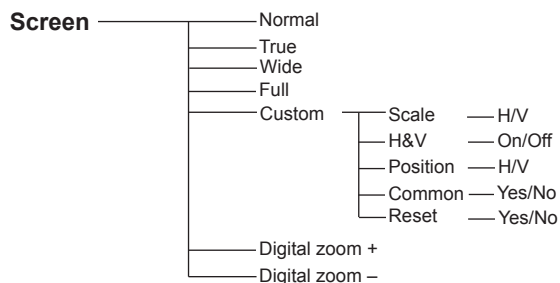 Screen Normal
True
Wide
Full
Custom Scale H/V
H&V On/Off
Position H/V
Common Yes/No
Reset Yes/No
Digital zoom +
Digital zoom –